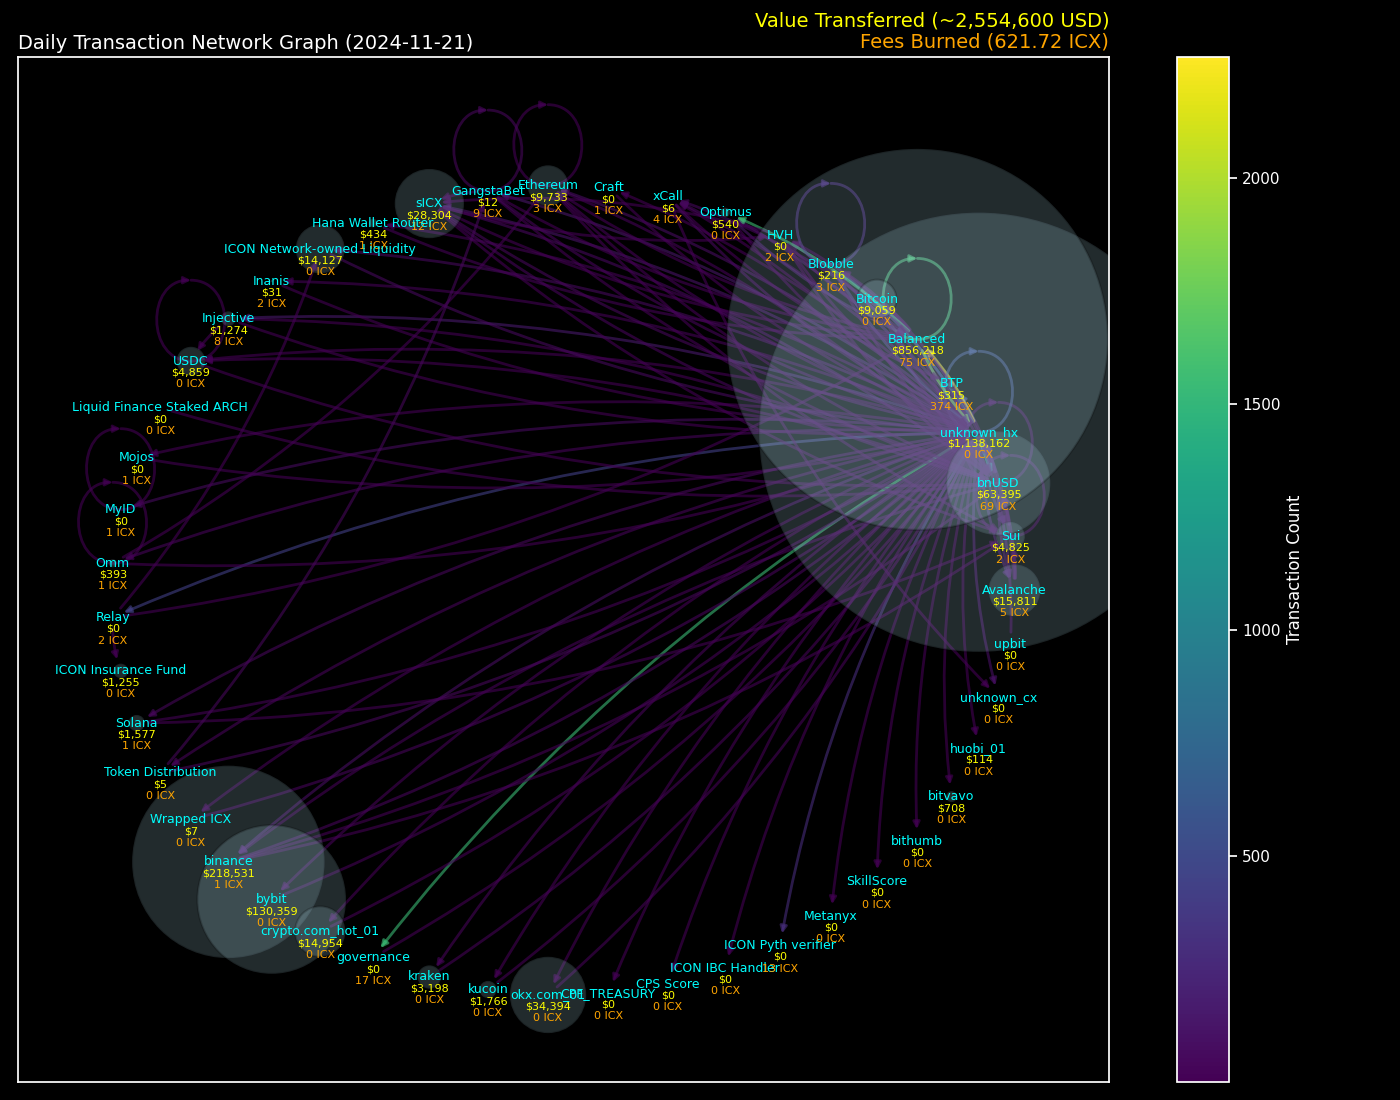 Value Transferred (~2,554,600 USD)
Daily Transaction Network Graph (2024-11-21)
Fees Burned (621.72 ICX)
Ethereum
$9,733
3 ICX
Craft
$0
1 ICX
GangstaBet
$12
9 ICX
xCall
$6
4 ICX
sICX
$28,304
12 ICX
Optimus
$540
0 ICX
Hana Wallet Router
$434
1 ICX
HVH
$0
2 ICX
ICON Network-owned Liquidity
$14,127
0 ICX
Blobble
$216
3 ICX
Inanis
$31
2 ICX
Bitcoin
$9,059
0 ICX
Injective
$1,274
8 ICX
Balanced
$856,218
75 ICX
USDC
$4,859
0 ICX
BTP
$315
374 ICX
Liquid Finance Staked ARCH
$0
0 ICX
unknown_hx
$1,138,162
0 ICX
Mojos
$0
1 ICX
bnUSD
$63,395
69 ICX
MyID
$0
1 ICX
Sui
$4,825
2 ICX
Omm
$393
1 ICX
Avalanche
$15,811
5 ICX
Relay
$0
2 ICX
upbit
$0
0 ICX
ICON Insurance Fund
$1,255
0 ICX
unknown_cx
$0
0 ICX
Solana
$1,577
1 ICX
huobi_01
$114
0 ICX
Token Distribution
$5
0 ICX
bitvavo
$708
0 ICX
Wrapped ICX
$7
0 ICX
bithumb
$0
0 ICX
binance
$218,531
1 ICX
SkillScore
$0
0 ICX
bybit
$130,359
0 ICX
Metanyx
$0
0 ICX
crypto.com_hot_01
$14,954
0 ICX
ICON Pyth verifier
$0
13 ICX
governance
$0
17 ICX
ICON IBC Handler
$0
0 ICX
kraken
$3,198
0 ICX
CPS Score
$0
0 ICX
kucoin
$1,766
0 ICX
okx.com_01
$34,394
0 ICX
CPF_TREASURY
$0
0 ICX
2000
1500
1000
500
Transaction Count